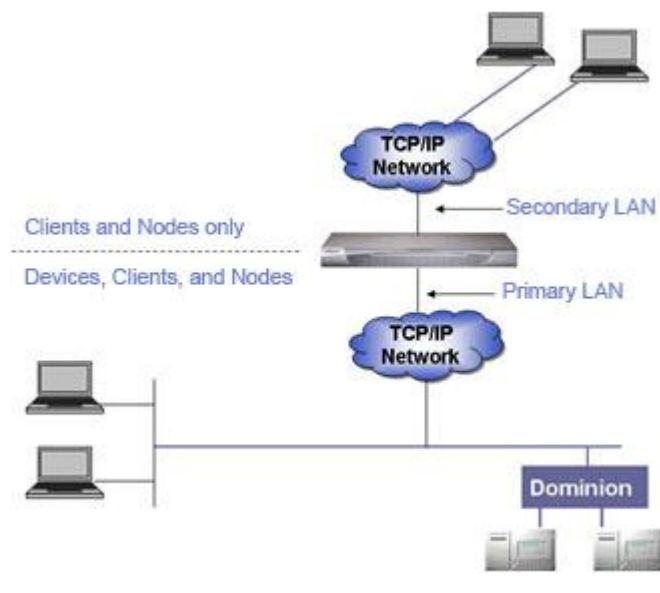 TCP/IP
Network
Secondary LAN
Clients and Nodes only
Devices, Clients, and Nodes
Primary LAN
TCP/IP
Network
Dominion